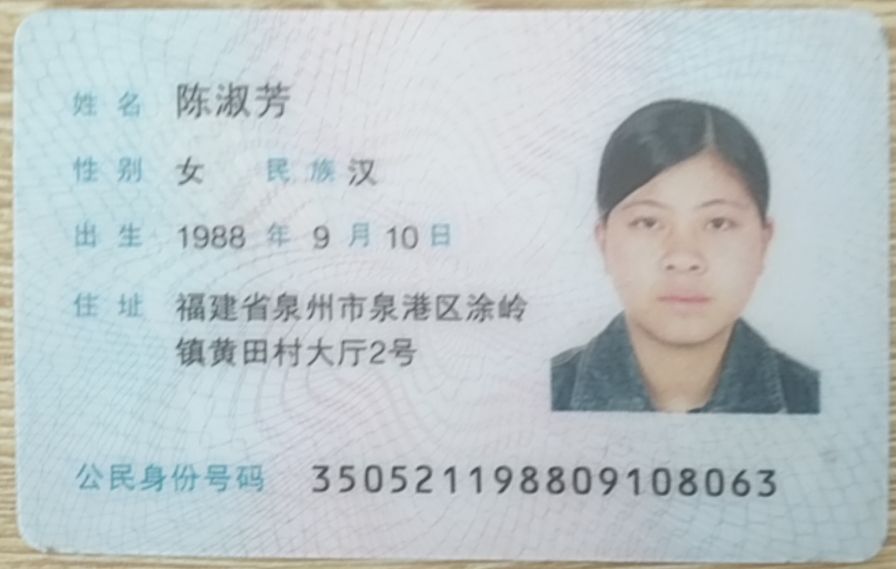 姓名 陈淑芳
性别 女 民族 汉
出生 1988 年 9 月 10 日
住址 福建省泉州市泉港区涂岭
镇黄田村大厅2号
公民身份号码 350521198809108063